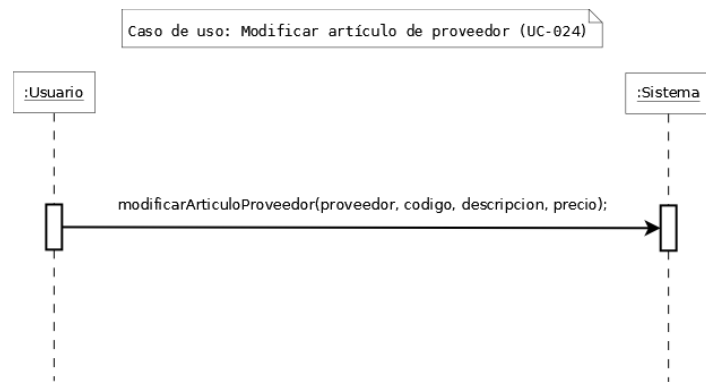 Caso de uso: Modificar artículo de proveedor (UC-024)
:Usuario
:Sistema
modificarArticuloProveedor(proveedor, codigo, descripcion, precio);